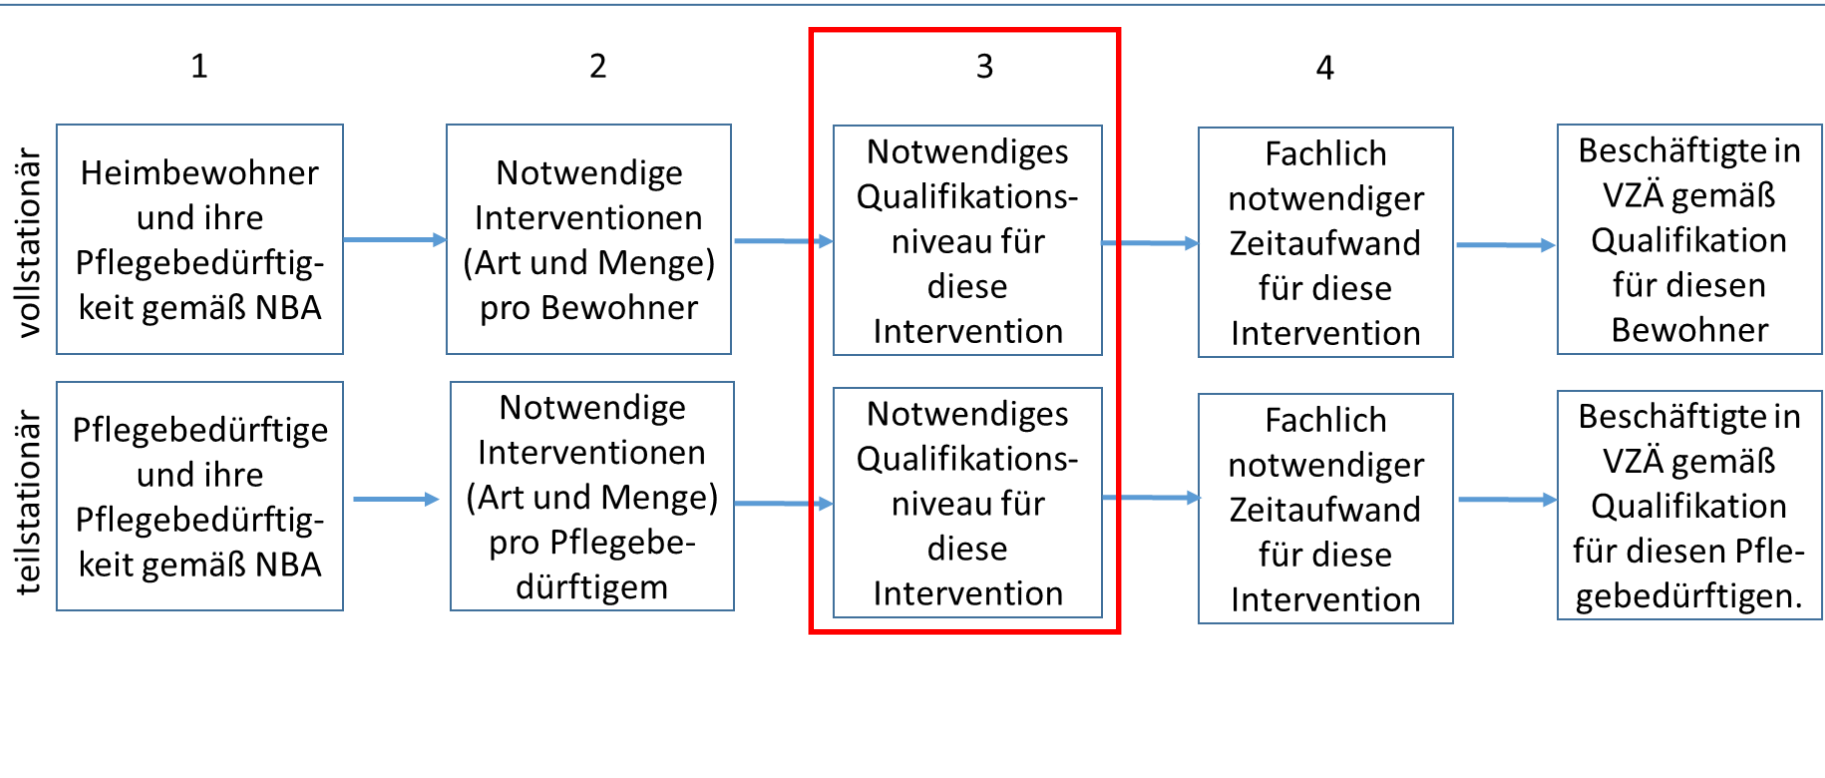 1
2
3
4
vollstationär
Heimbewohner
und ihre
Pflegebedürftig-
keit gemäß NBA
Notwendige
Interventionen
(Art und Menge)
pro Bewohner
Notwendiges
Qualifikations-
niveau für
diese
Intervention
Fachlich
notwendiger
Zeitaufwand
für diese
Intervention
Beschäftigte in
VZÄ gemäß
Qualifikation
für diesen
Bewohner
teilstationär
Pflegebedürftige
und ihre
Pflegebedürftig-
keit gemäß NBA
Notwendige
Interventionen
(Art und Menge)
pro Pflegebe-
dürftigem
Notwendiges
Qualifikations-
niveau für
diese
Intervention
Fachlich
notwendiger
Zeitaufwand
für diese
Intervention
Beschäftigte in
VZÄ gemäß
Qualifikation
für diesen Pfle-
gebedürftigen.